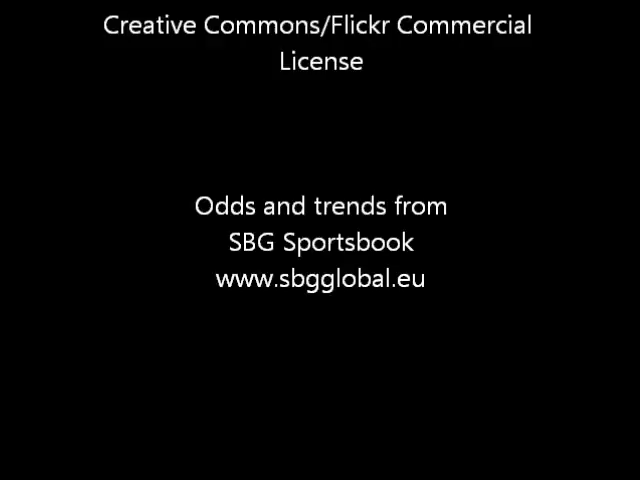 Creative Commons/Flickr Commercial
License
Odds and trends from
SBG Sportsbook
www.sbgglobal.eu